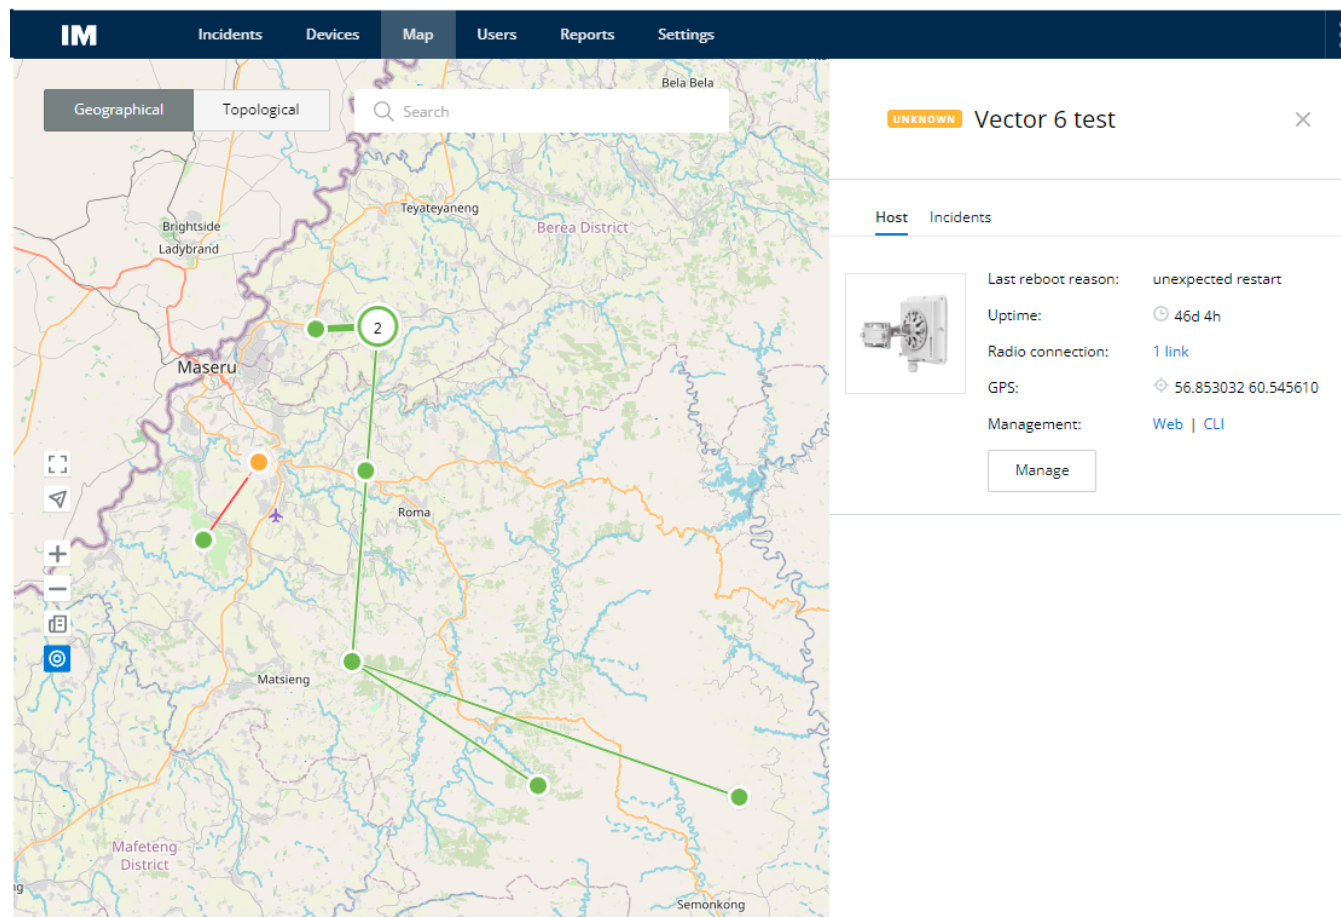 IM Incidents Devices Map Users Reports Settings
Bela Bela
Geographical Topological Search
UNKNOWN Vector 6 test
Teyateyaneng
Host Incidents
Brightside
Berea District
Ladybrand
Last reboot reason: unexpected restart
Uptime: 46d 4h
2
Radio connection: 1 link
Maseru
GPS: 56.853032 60.545610
Management: Web | CLI
Manage
Roma
Matsieng
Mafeteng
District
Semonkong